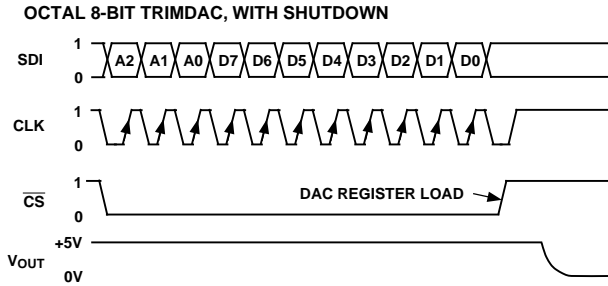 OCTAL 8-BIT TRIMDAC, WITH SHUTDOWN
SDI
1
0
A2 A1 A0 D7 D6 D5 D4 D3 D2 D1 D0
CLK
1
0
CS
1
0
DAC REGISTER LOAD
VOUT
+5V
0V